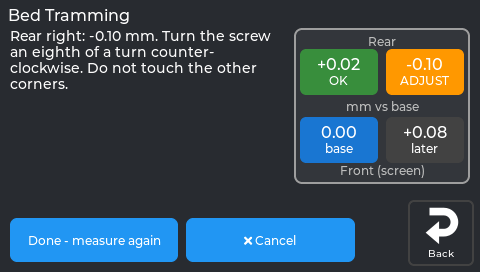 Bed Tramming
Rear right: -0.10 mm. Turn the screw
an eighth of a turn counter-
clockwise. Do not touch the other
corners.
Rear
+0.02
OK
-0.10
ADJUST
mm vs base
0.00
base
+0.08
later
Front (screen)
Done - measure again
Cancel
Back